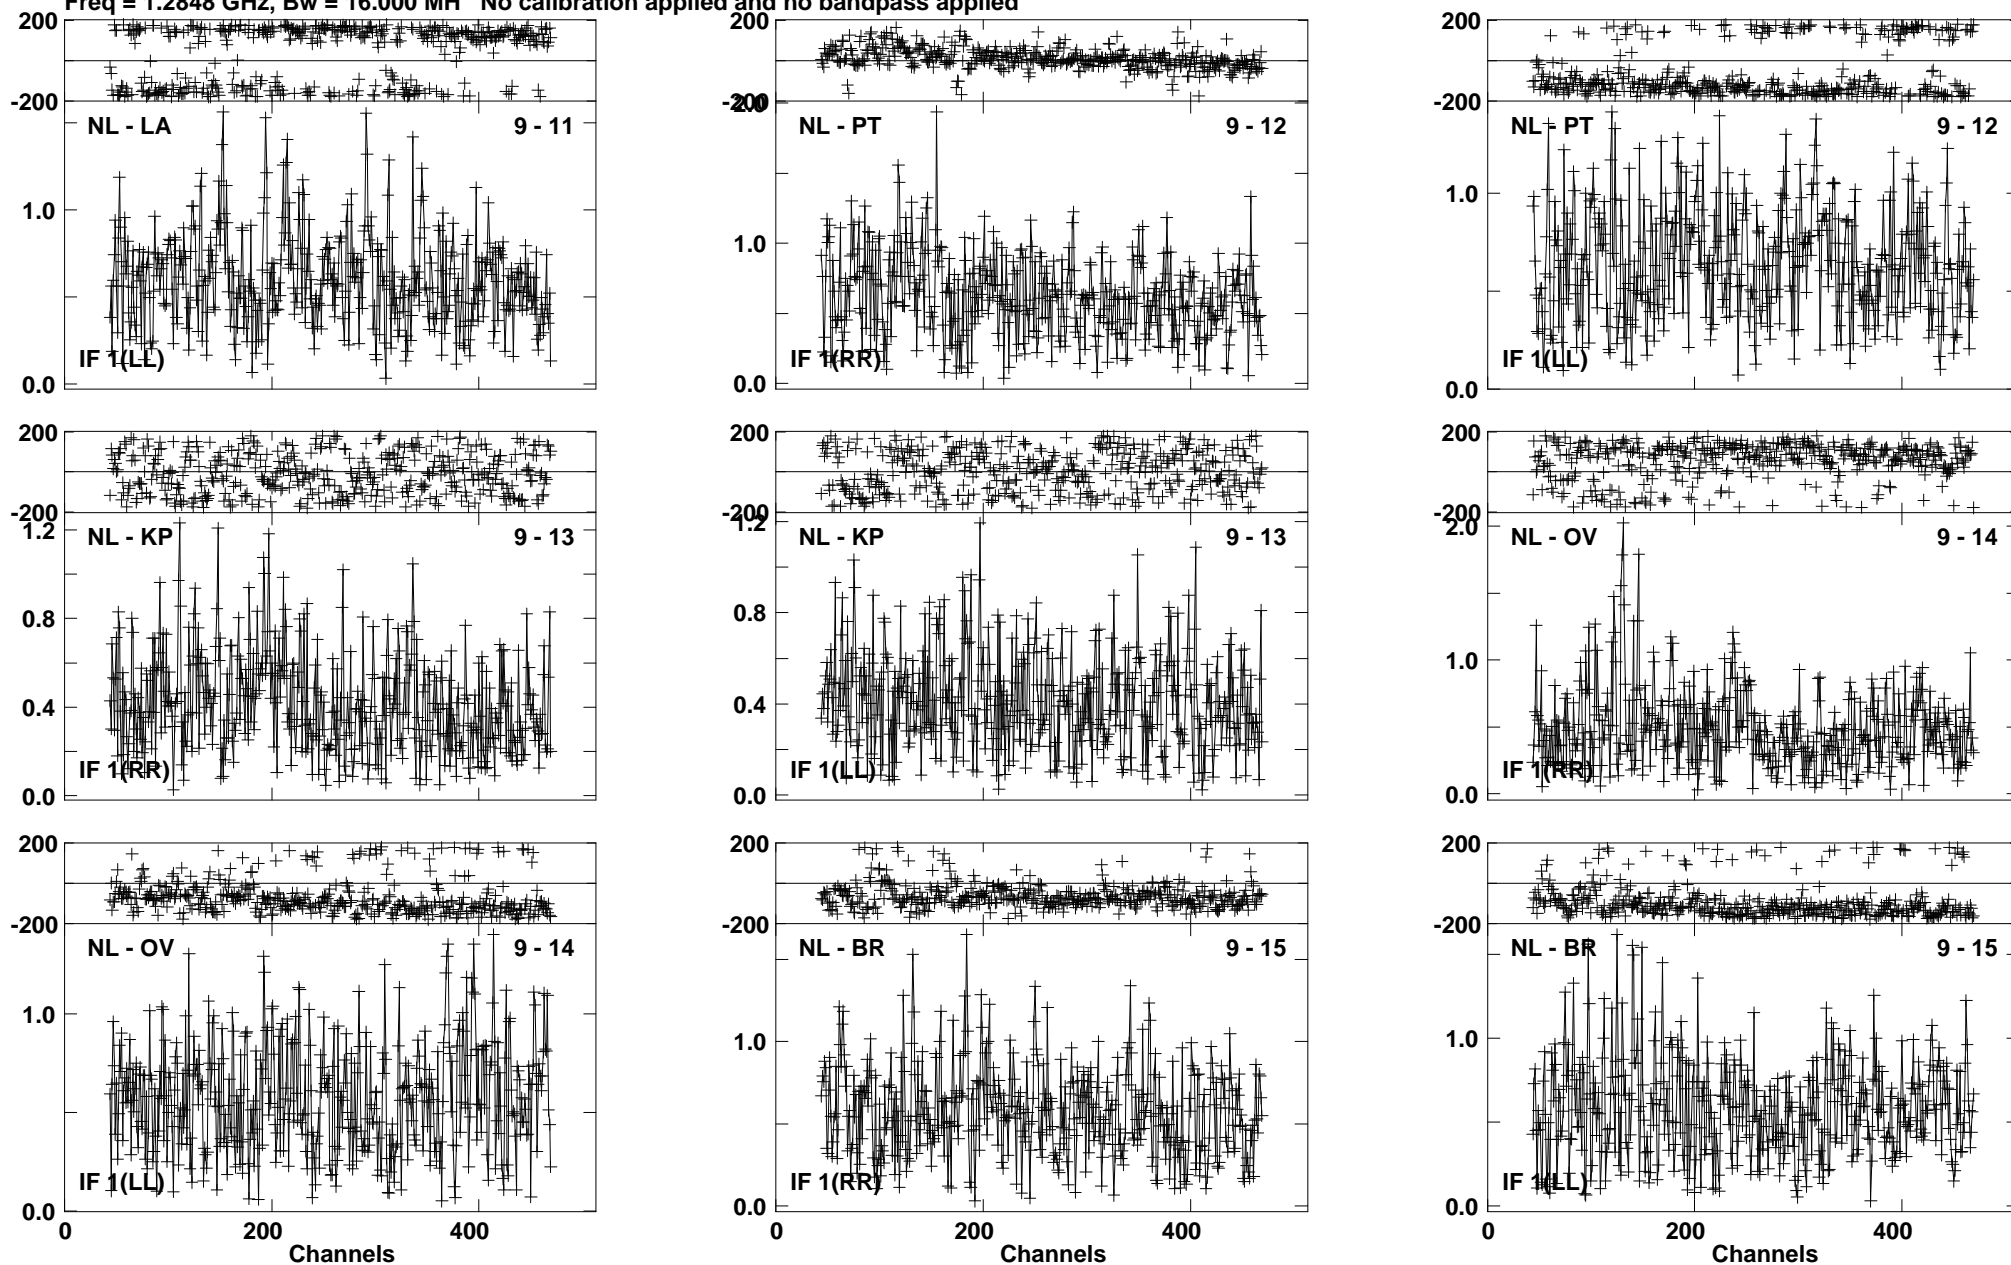 Freq = 1.2848 GHz, Bw = 16.000 MH No calibration applied and no bandpass applied
200
-200
NL - LA 9 - 11
1.0
IF 1(LL)
0.0
200
-200
2.0
NL - PT 9 - 12
1.0
IF 1(RR)
0.0
200
-200
NL - PT 9 - 12
1.0
IF 1(LL)
0.0
200
-200
1.2
NL - KP 9 - 13
0.8
0.4
IF 1(RR)
0.0
200
-200
1.2
NL - KP 9 - 13
0.8
0.4
IF 1(LL)
0.0
200
-200
2.0
NL - OV 9 - 14
1.0
IF 1(RR)
0.0
200
-200
NL - OV 9 - 14
1.0
IF 1(LL)
0.0
0 200 400
Channels
200
-200
NL - BR 9 - 15
1.0
IF 1(RR)
0.0
0 200 400
Channels
200
-200
NL - BR 9 - 15
1.0
IF 1(LL)
0.0
0 200 400
Channels